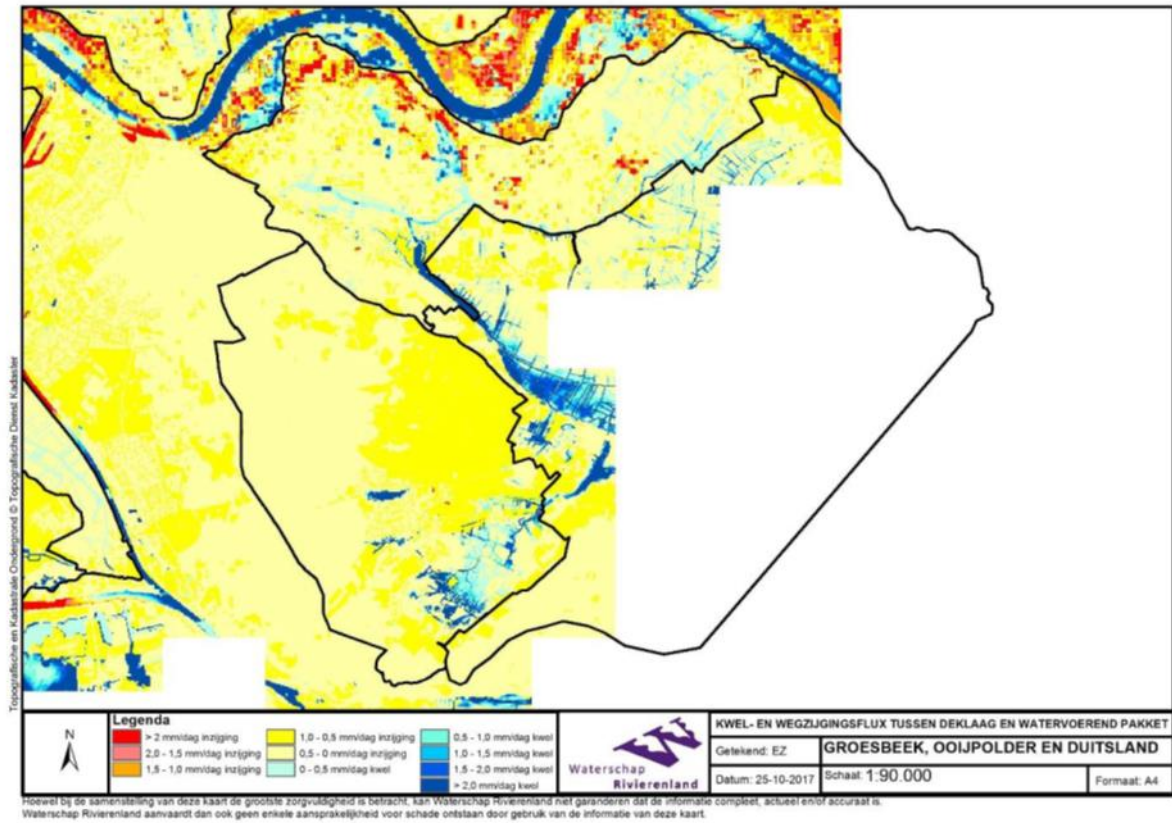 Topografische en Kadastrale Ondergrond © Topografische Dienst Kadaster
N
Legenda
> 2 mm/dag inzijging
2,0 - 1,5 mm/dag inzijging
1,5 - 1,0 mm/dag inzijging
1,0 - 0,5 mm/dag inzijging
0,5 - 0 mm/dag inzijging
0 - 0,5 mm/dag kwel
0,5 - 1,0 mm/dag kwel
1,0 - 1,5 mm/dag kwel
1,5 - 2,0 mm/dag kwel
> 2,0 mm/dag kwel
Waterschap
Rivierenland
KWEL- EN WEGZIJGINGSFLUX TUSSEN DEKLAAG EN WATERVOEREND PAKKET
Getekend: EZ
GROESBEEK, OOIJPOLDER EN DUITSLAND
Datum: 25-10-2017
Schaal: 1:90.000
Formaat: A4
Hoewel bij de samenstelling van deze kaart de grootste zorgvuldigheid is betracht, kan Waterschap Rivierenland niet garanderen dat de informatie compleet, actueel en/of accuraat is.
Waterschap Rivierenland aanvaardt dan ook geen enkele aansprakelijkheid voor schade ontstaan door gebruik van de informatie van deze kaart.